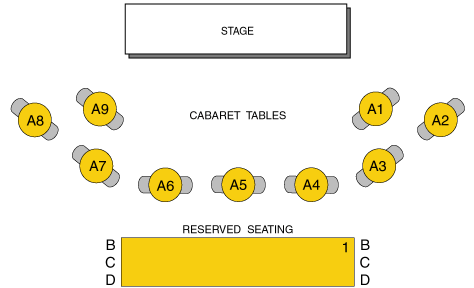 STAGE
CABARET TABLES
A8
A9
A1
A2
A7
A3
A6
A5
A4
RESERVED SEATING
B 1 B
C C
D D